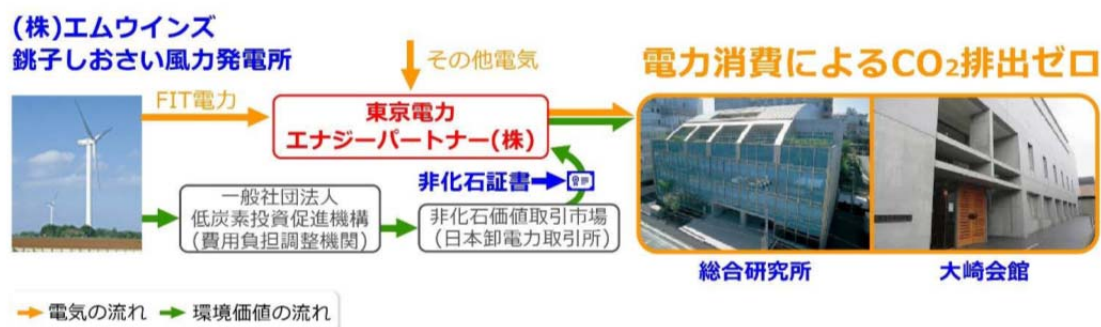 (株)エムウインズ
銚子しおさい風力発電所
その他電気
電力消費によるCO₂排出ゼロ
FIT電力
東京電力
エナジーパートナー(株)
非化石証書
一般社団法人
低炭素投資促進機構
(費用負担調整機関)
非化石価値取引市場
(日本卸電力取引所)
総合研究所
大崎会館
電気の流れ
環境価値の流れ